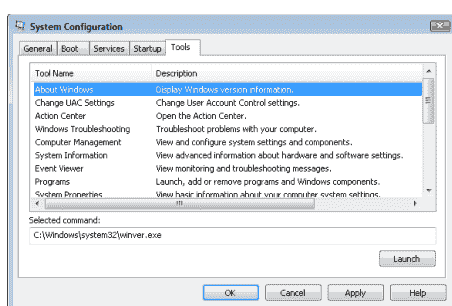 System Configuration
General Boot Services Startup Tools
Tool Name Description
About Windows Display Windows version information.
Change UAC Settings Change User Account Control settings.
Action Center Open the Action Center.
Windows Troubleshooting Troubleshoot problems with your computer.
Computer Management View and configure system settings and components.
System Information View advanced information about hardware and software settings.
Event Viewer View monitoring and troubleshooting messages.
Programs Launch, add or remove programs and Windows components.
System Properties View basic information about your computer system settings.
Selected command:
C:\Windows\system32\winver.exe
Launch
OK Cancel Apply Help